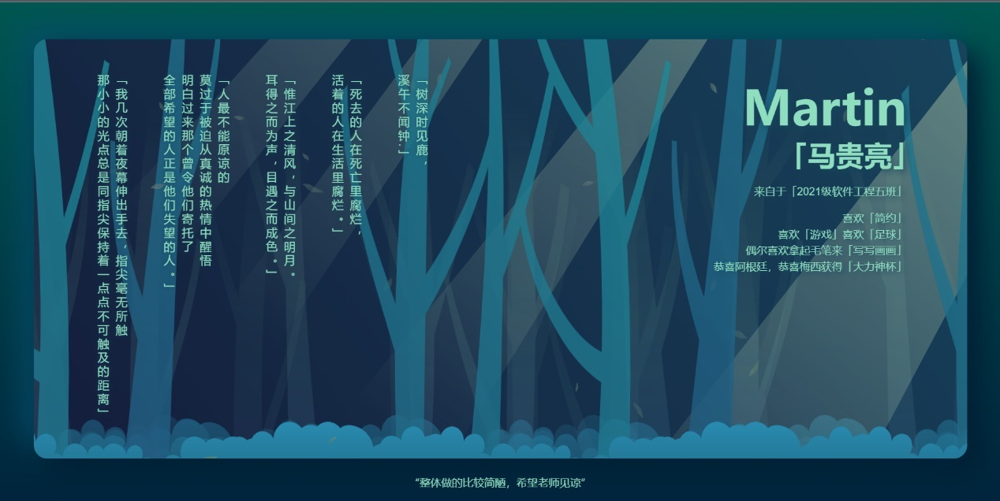 「树深时见鹿，
溪午不闻钟.」
「死去的人在死亡里腐烂，
活着的人在生活里腐烂。」
「惟江上之清风，与山间之明月。
耳得之而为声，目遇之而成色。」
「人最不能原谅的
莫过于被迫从真诚的热情中醒悟
明白过来那个曾令他们寄托了
全部希望的人正是他们失望的人。」
「我几次朝着夜幕伸出手去，指尖毫无所触
那小小的光点总是同指尖保持着一点点不可触及的距离」
Martin
「马贵亮」
来自于「2021级软件工程五班」
喜欢「简约」
喜欢「游戏」喜欢「足球」
偶尔喜欢拿起毛笔来「写写画画」
恭喜阿根廷，恭喜梅西获得「大力神杯」
“整体做的比较简陋，希望老师见谅”